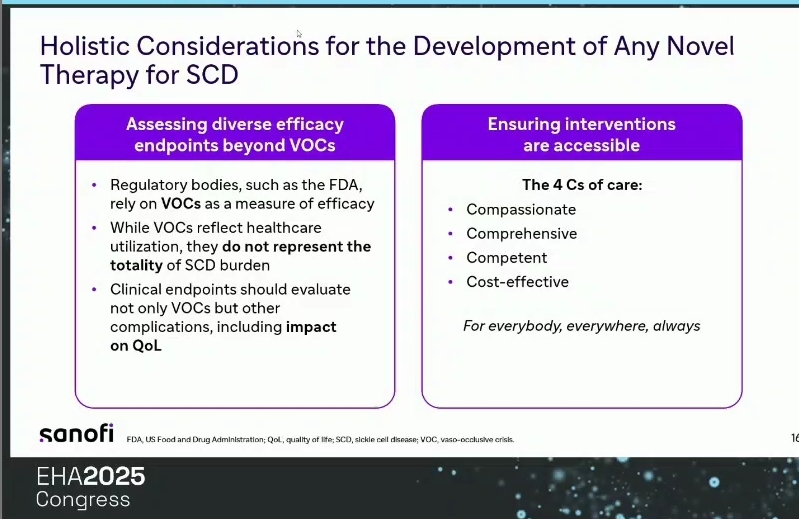 Holistic Considerations for the Development of Any Novel
Therapy for SCD
Assessing diverse efficacy
endpoints beyond VOCs
• Regulatory bodies, such as the FDA,
rely on VOCs as a measure of efficacy
• While VOCs reflect healthcare
utilization, they do not represent the
totality of SCD burden
• Clinical endpoints should evaluate
not only VOCs but other
complications, including impact
on QoL
Ensuring interventions
are accessible
The 4 Cs of care:
• Compassionate
• Comprehensive
• Competent
• Cost-effective
For everybody, everywhere, always
sanofi
FDA, US Food and Drug Administration; QoL, quality of life; SCD, sickle cell disease; VOC, vaso-occlusive crisis.
16
EHA2025
Congress